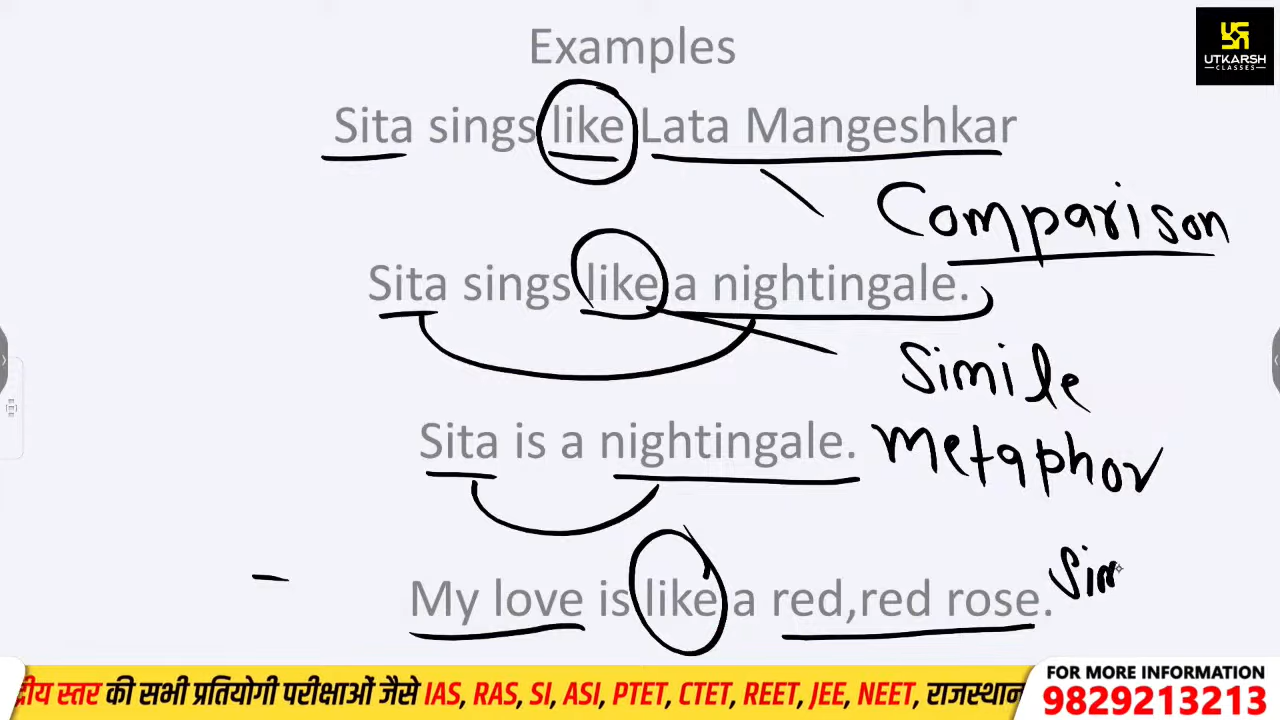 Examples
UTKARSH
CLASSES
Sita sings like Lata Mangeshkar
Comparison
Sita sings like a nightingale.
Simile
Sita is a nightingale. Metaphor
My love is like a red,red rose. Sim
स्तर की सभी प्रतियोगी परीक्षाओं जैसे IAS, RAS, SI, ASI, PTET, CTET, REET, JEE, NEET, राजस्थान
FOR MORE INFORMATION
9829213213